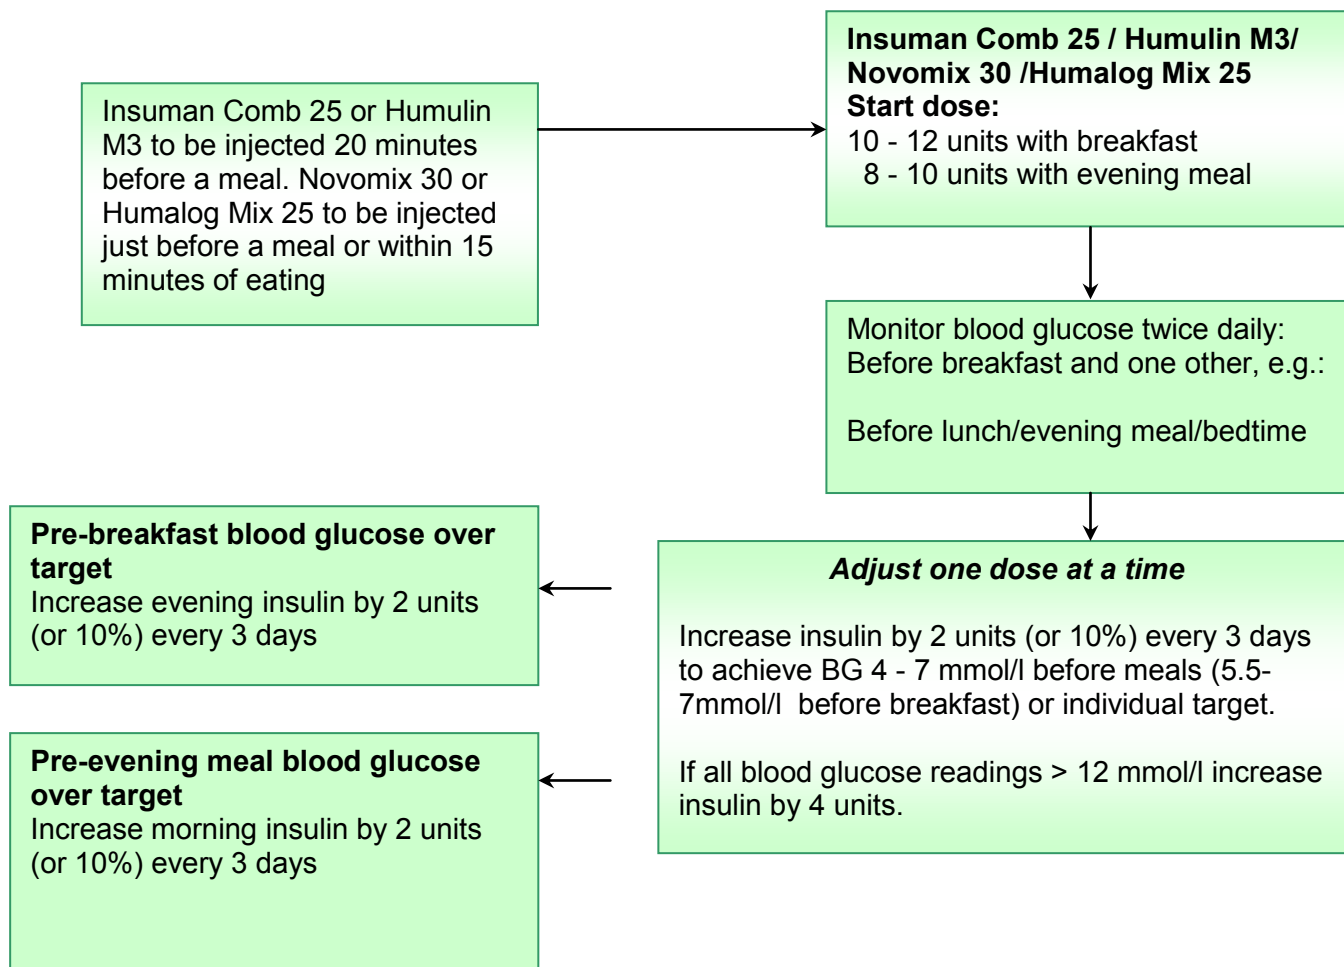 Insuman Comb 25 or Humulin
M3 to be injected 20 minutes
before a meal. Novomix 30 or
Humalog Mix 25 to be injected
just before a meal or within 15
minutes of eating
Insuman Comb 25 / Humulin M3/
Novomix 30 /Humalog Mix 25
Start dose:
10 - 12 units with breakfast
8 - 10 units with evening meal
Monitor blood glucose twice daily:
Before breakfast and one other, e.g.:
Before lunch/evening meal/bedtime
Adjust one dose at a time
Increase insulin by 2 units (or 10%) every 3 days
to achieve BG 4 - 7 mmol/l before meals (5.5-
7mmol/l  before breakfast) or individual target.
If all blood glucose readings > 12 mmol/l increase
insulin by 4 units.
Pre-breakfast blood glucose over
target
Increase evening insulin by 2 units
(or 10%) every 3 days
Pre-evening meal blood glucose
over target
Increase morning insulin by 2 units
(or 10%) every 3 days